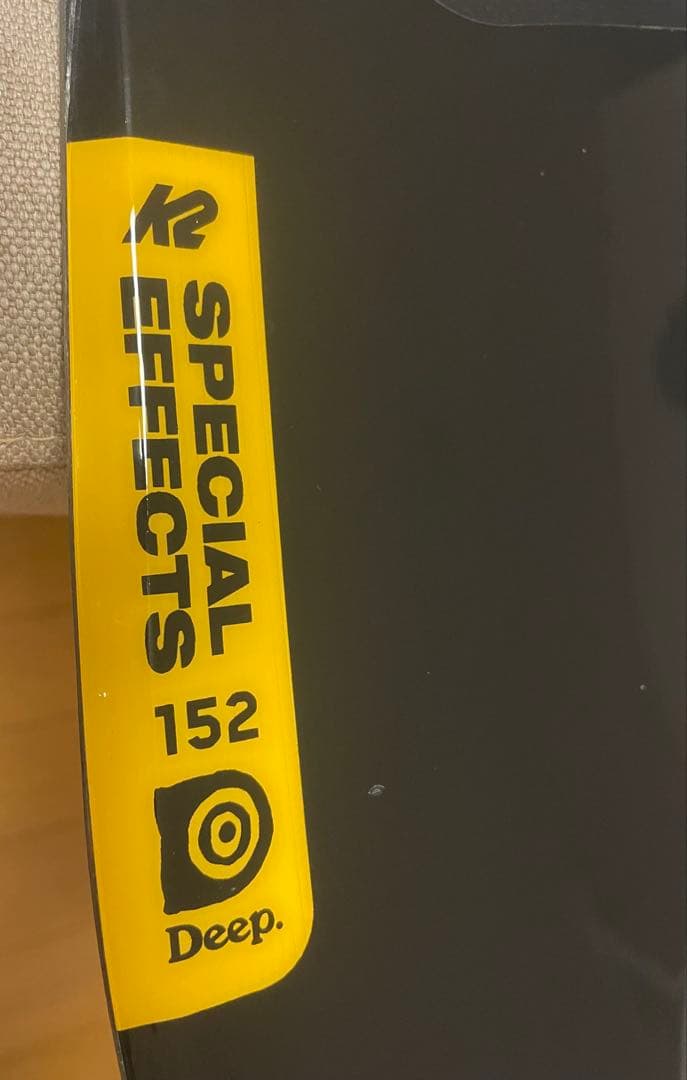 K2
SPECIAL
EFFECTS
152
Deep.